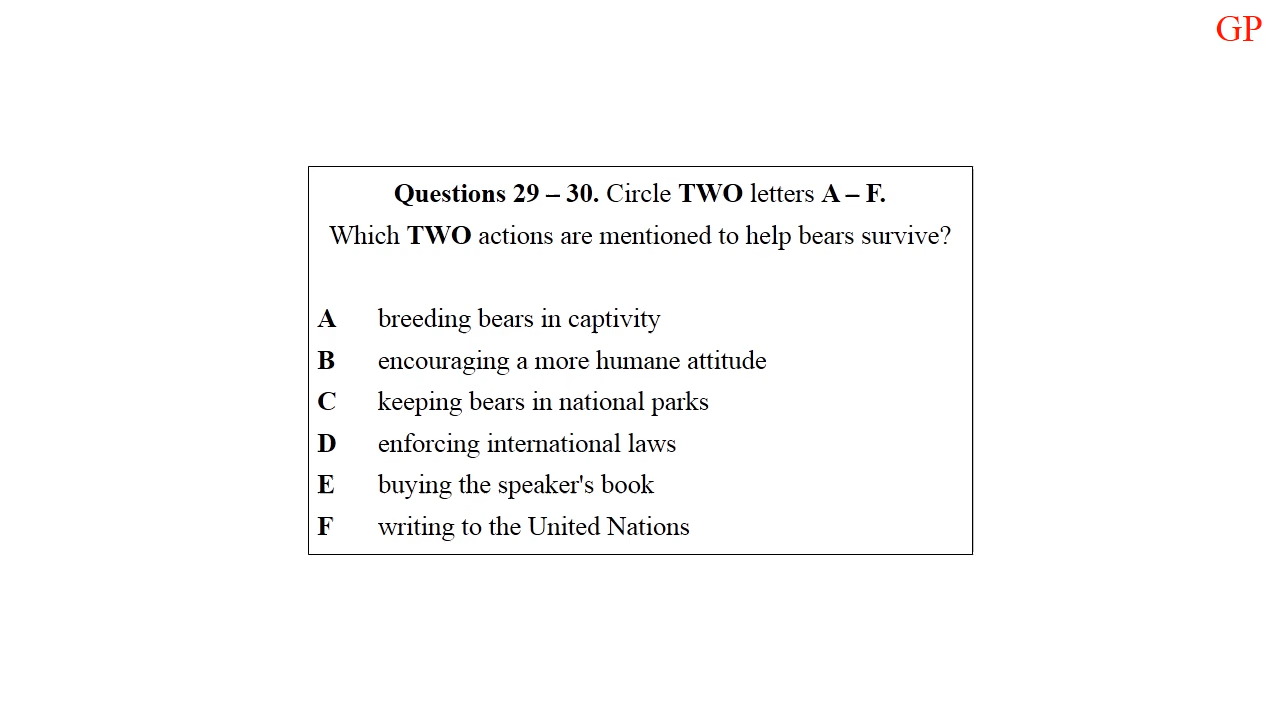 GP
Questions 29 – 30. Circle TWO letters A – F.
Which TWO actions are mentioned to help bears survive?
A breeding bears in captivity
B encouraging a more humane attitude
C keeping bears in national parks
D enforcing international laws
E buying the speaker's book
F writing to the United Nations